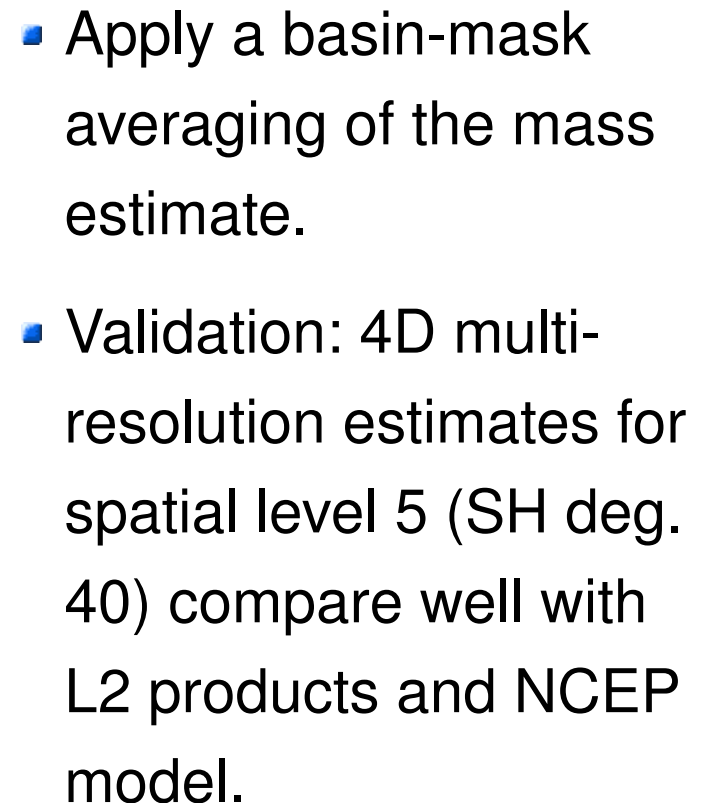 Apply a basin-mask
averaging of the mass
estimate.
Validation: 4D multi-
resolution estimates for
spatial level 5 (SH deg.
40) compare well with
L2 products and NCEP
model.